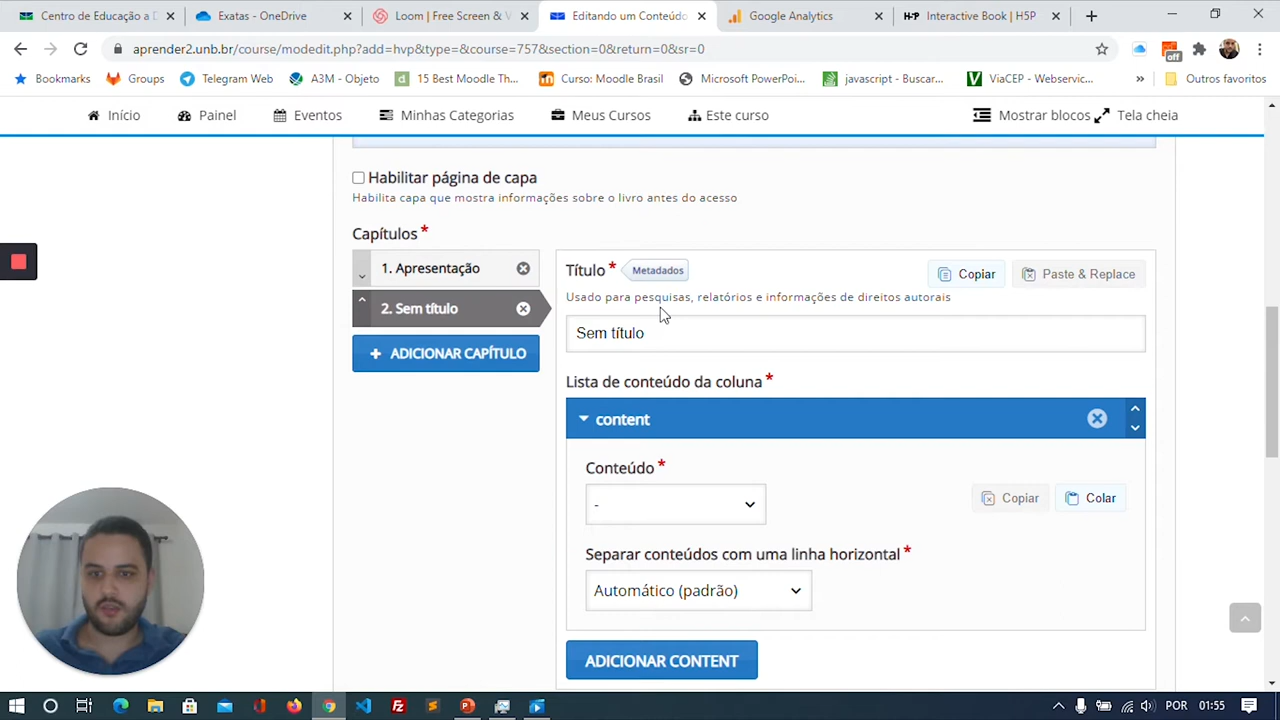 Centro de Educação a D
Exatas - OneDrive
Loom | Free Screen & V
Editando um Conteúdo
Google Analytics
H-P Interactive Book | H5P
aprender2.unb.br/course/modedit.php?add=hvp&type=&course=757&section=0&return=0&sr=0
off
Bookmarks
Groups
Telegram Web
A3M - Objeto
15 Best Moodle Th...
Curso: Moodle Brasil
Microsoft PowerPoi...
javascript - Buscar...
ViaCEP - Webservic...
»
Outros favoritos
Início
Painel
Eventos
Minhas Categorias
Meus Cursos
Este curso
Mostrar blocos
Tela cheia
Habilitar página de capa
Habilita capa que mostra informações sobre o livro antes do acesso
Capítulos *
1. Apresentação
2. Sem título
+ ADICIONAR CAPÍTULO
Título * Metadados
Copiar
Paste & Replace
Usado para pesquisas, relatórios e informações de direitos autorais
Sem título
Lista de conteúdo da coluna *
content
Conteúdo *
-
Copiar
Colar
Separar conteúdos com uma linha horizontal *
Automático (padrão)
ADICIONAR CONTENT
POR
01:55